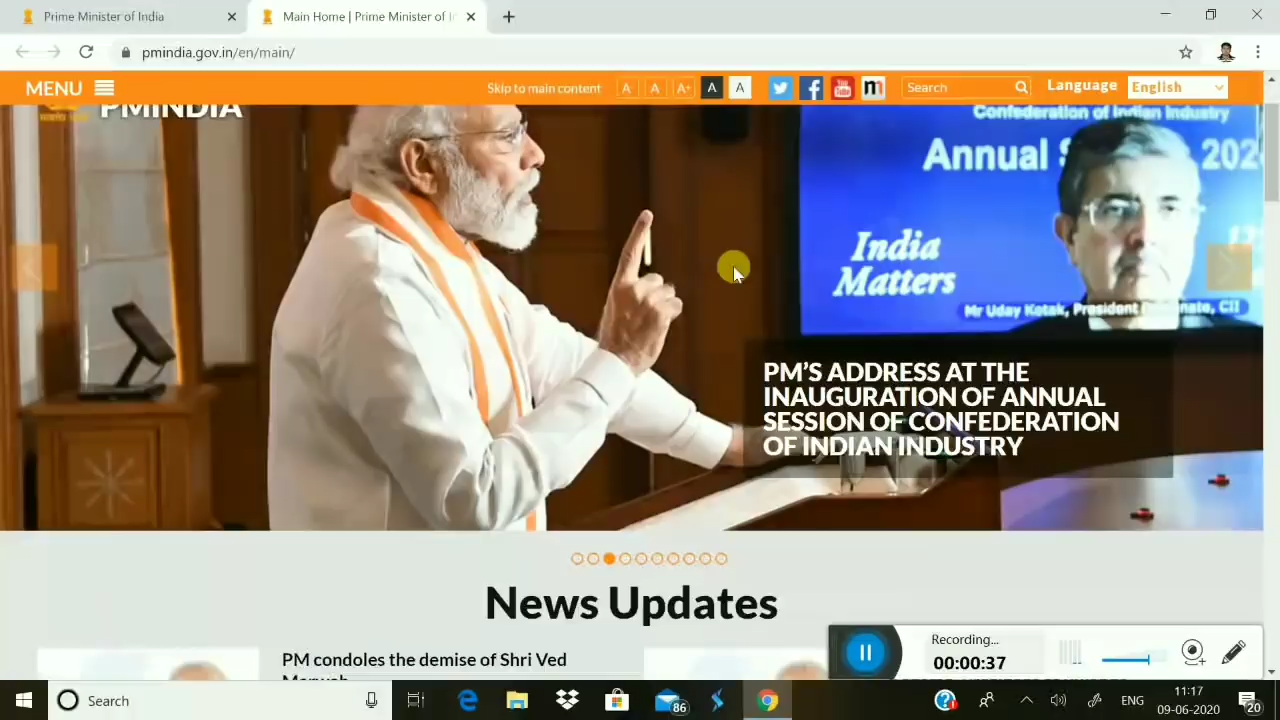 Prime Minister of India
Main Home | Prime Minister of In
pmindia.gov.in/en/main/
MENU
Skip to main content
A A A+ A A
You
Search
Language
English
PMINDIA
Confederation of Indian Industry
Annual
India
Matters
Mr Uday Kotak, President
CII
PM’S ADDRESS AT THE
INAUGURATION OF ANNUAL
SESSION OF CONFEDERATION
OF INDIAN INDUSTRY
News Updates
PM condoles the demise of Shri Ved
Marwah
Recording...
00:00:37
Search
86
ENG
11:17
09-06-2020
20